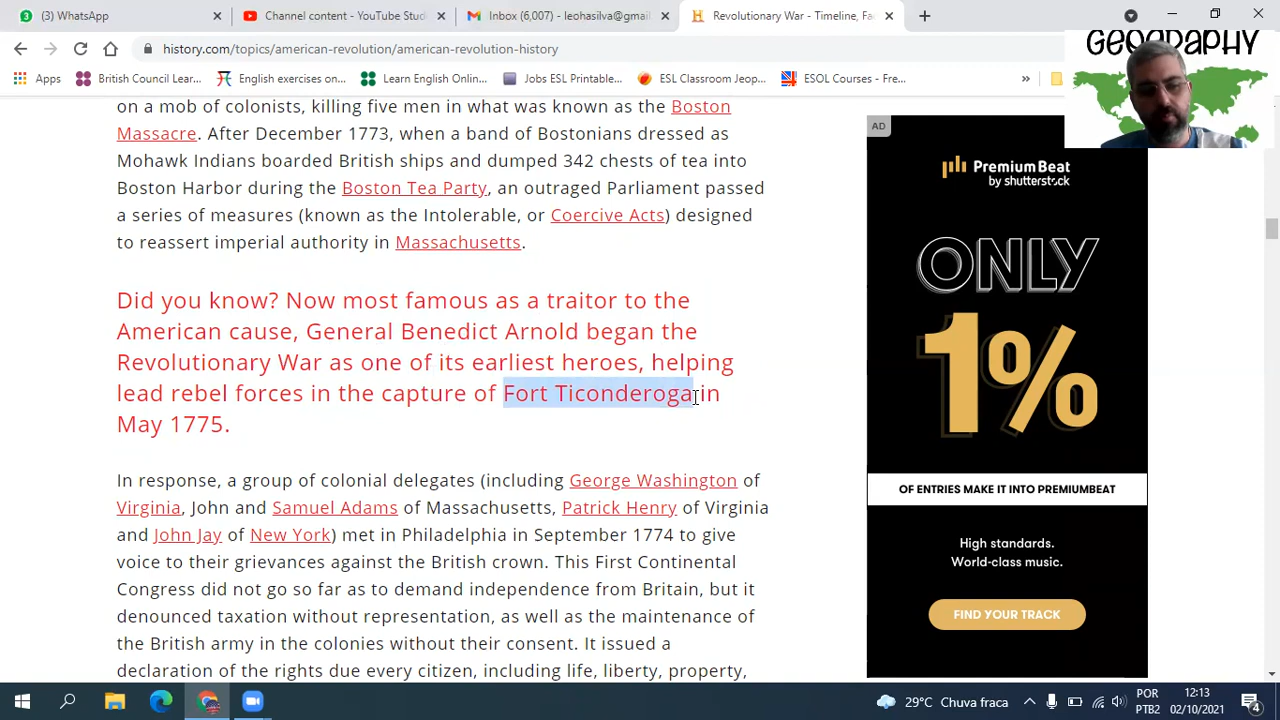 (3) WhatsApp
Channel content - YouTube Stud
Inbox (6,007) - leohasilva@gmail
Revolutionary War - Timeline, Fac
history.com/topics/american-revolution/american-revolution-history
Apps
British Council Lear...
English exercises on...
Learn English Onlin...
Jobs ESL Printable...
ESL Classroom Jeop...
ESOL Courses - Fre...
»
GEOGRAPHY
on a mob of colonists, killing five men in what was known as the Boston
Massacre. After December 1773, when a band of Bostonians dressed as
Mohawk Indians boarded British ships and dumped 342 chests of tea into
Boston Harbor during the Boston Tea Party, an outraged Parliament passed
a series of measures (known as the Intolerable, or Coercive Acts) designed
to reassert imperial authority in Massachusetts.
Did you know? Now most famous as a traitor to the
American cause, General Benedict Arnold began the
Revolutionary War as one of its earliest heroes, helping
lead rebel forces in the capture of Fort Ticonderoga in
May 1775.
In response, a group of colonial delegates (including George Washington of
Virginia, John and Samuel Adams of Massachusetts, Patrick Henry of Virginia
and John Jay of New York) met in Philadelphia in September 1774 to give
voice to their grievances against the British crown. This First Continental
Congress did not go so far as to demand independence from Britain, but it
denounced taxation without representation, as well as the maintenance of
the British army in the colonies without their consent. It issued a
declaration of the rights due every citizen, including life, liberty, property,
AD
PremiumBeat
by shutterstock
ONLY
1%
OF ENTRIES MAKE IT INTO PREMIUMBEAT
High standards.
World-class music.
FIND YOUR TRACK
29°C Chuva fraca
POR
PTB2
12:13
02/10/2021
4